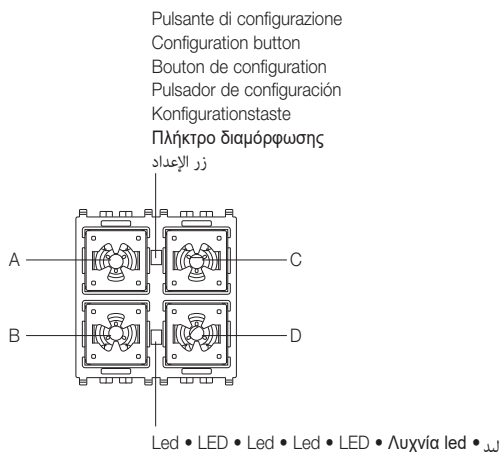 Pulsante di configurazione
Configuration button
Bouton de configuration
Pulsador de configuración
Konfigurationstaste
Πλήκτρο διαμόρφωσης
زر الإعداد
A
C
B
D
Led • LED • Led • Led • LED • Λυχνία led • ليد